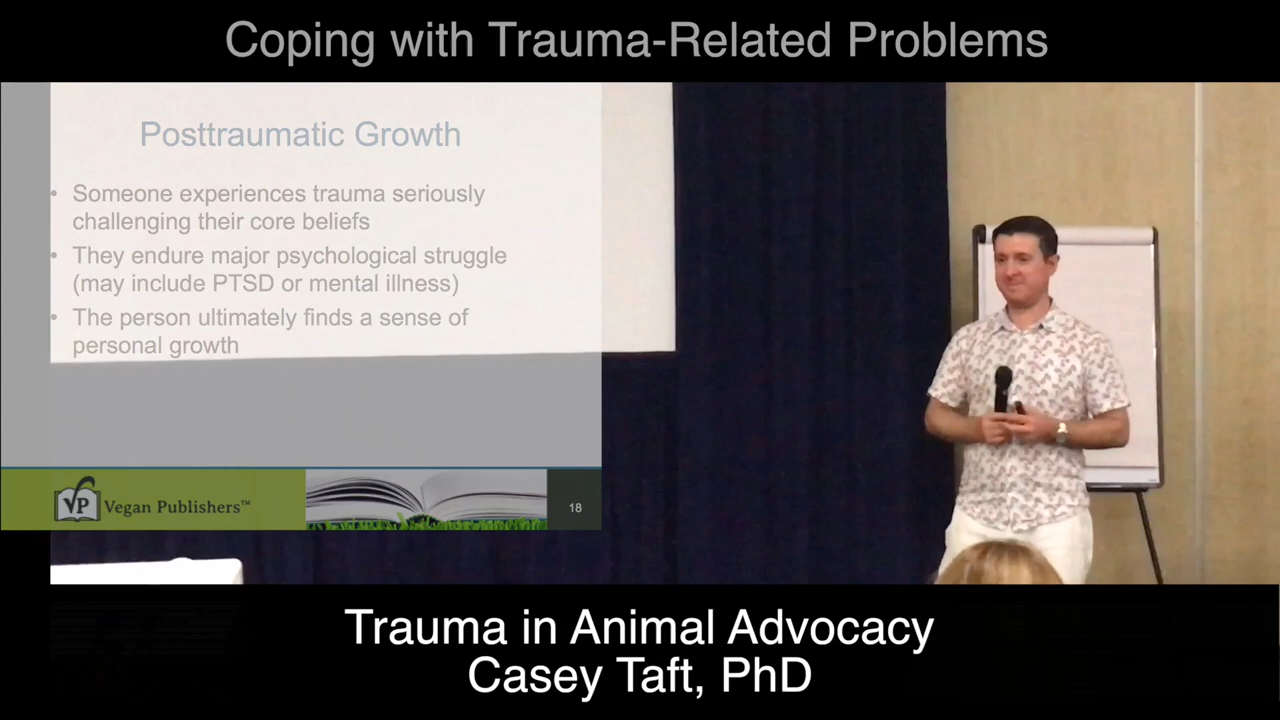 Coping with Trauma-Related Problems
Posttraumatic Growth
• Someone experiences trauma seriously
challenging their core beliefs
• They endure major psychological struggle
(may include PTSD or mental illness)
• The person ultimately finds a sense of
personal growth
VP Vegan Publishers™
18
Trauma in Animal Advocacy
Casey Taft, PhD